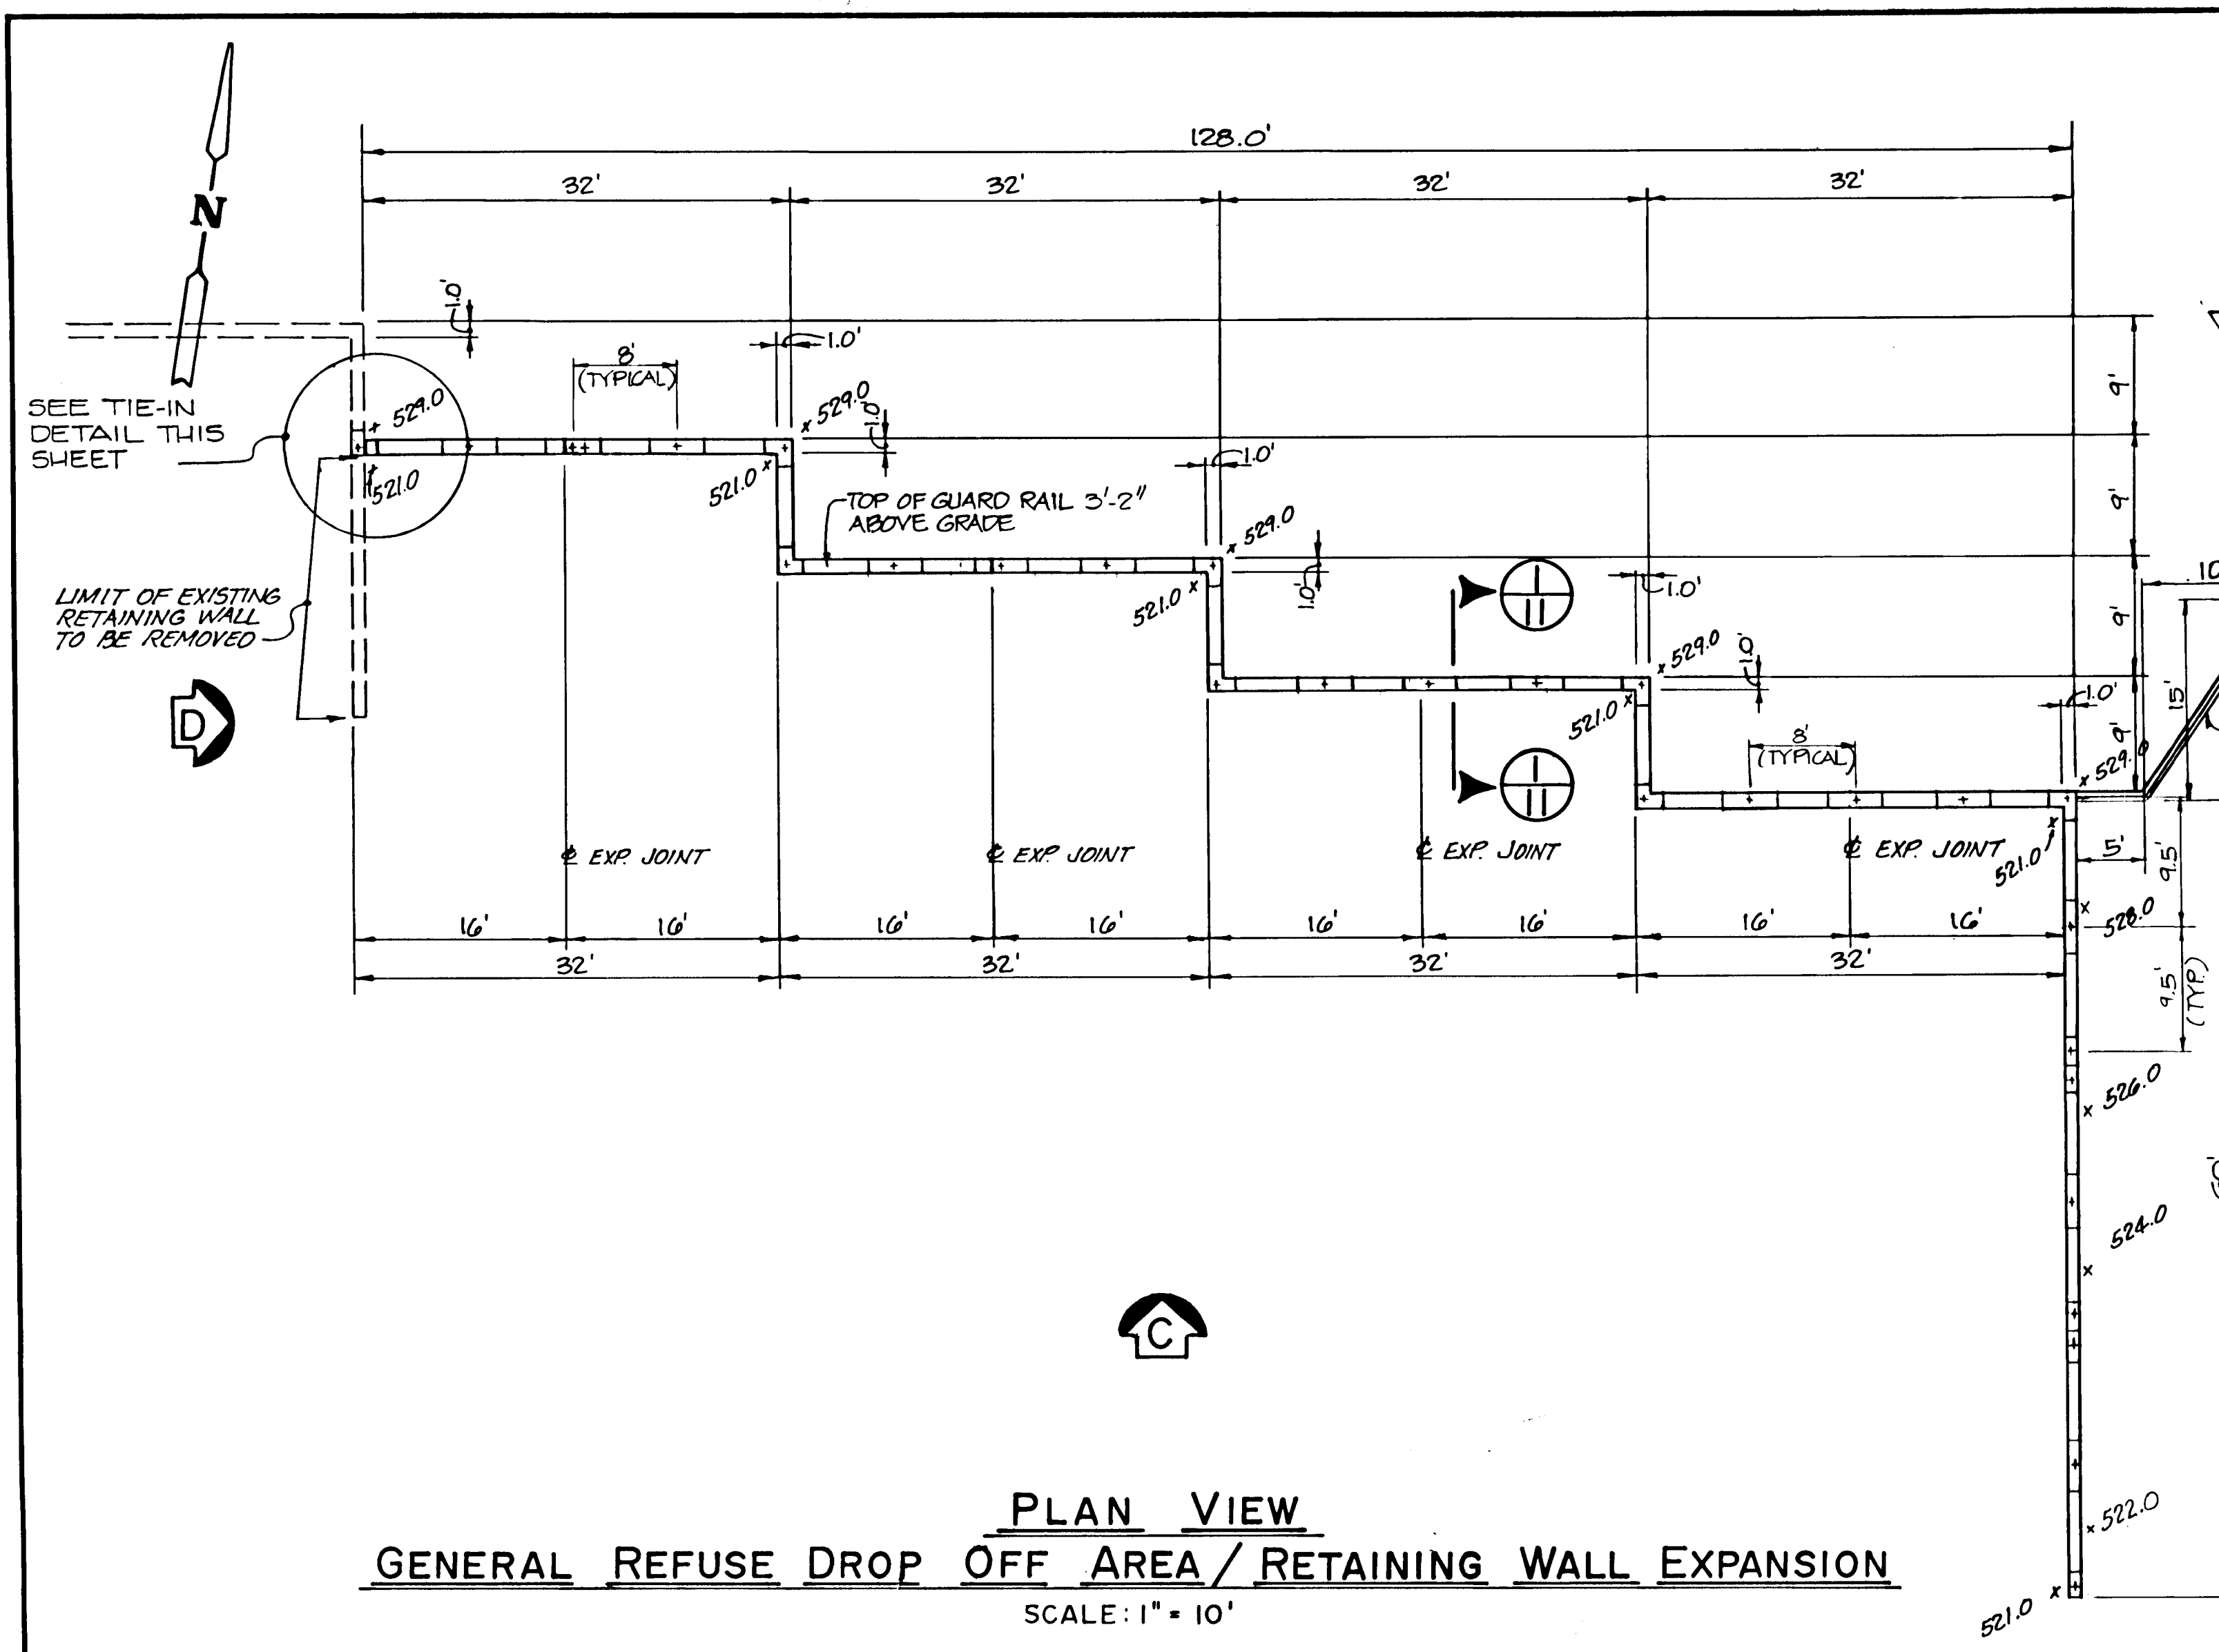 128.0'
32'
32'
32'
32'
N
1.0'
1.0'
8'
(TYPICAL)
9'
SEE TIE-IN
DETAIL THIS
SHEET
529.0
529.0
1.0'
521.0
521.0
1.0'
TOP OF GUARD RAIL 3'-2"
ABOVE GRADE
9'
529.0
LIMIT OF EXISTING
RETAINING WALL
TO BE REMOVED
521.0
1.0'
I
II
1.0'
9'
10
529.0
1.0'
15'
1.0'
521.0
D
9'
8'
(TYPICAL)
529.0
I
II
℄ EXP. JOINT
℄ EXP. JOINT
℄ EXP. JOINT
℄ EXP. JOINT
521.0
5'
9.5'
528.0
16'
16'
16'
16'
16'
16'
16'
16'
32'
32'
32'
32'
9.5'
(TYP.)
526.0
524.0
C
522.0
521.0
PLAN VIEW
GENERAL REFUSE DROP OFF AREA / RETAINING WALL EXPANSION
SCALE: 1" = 10'